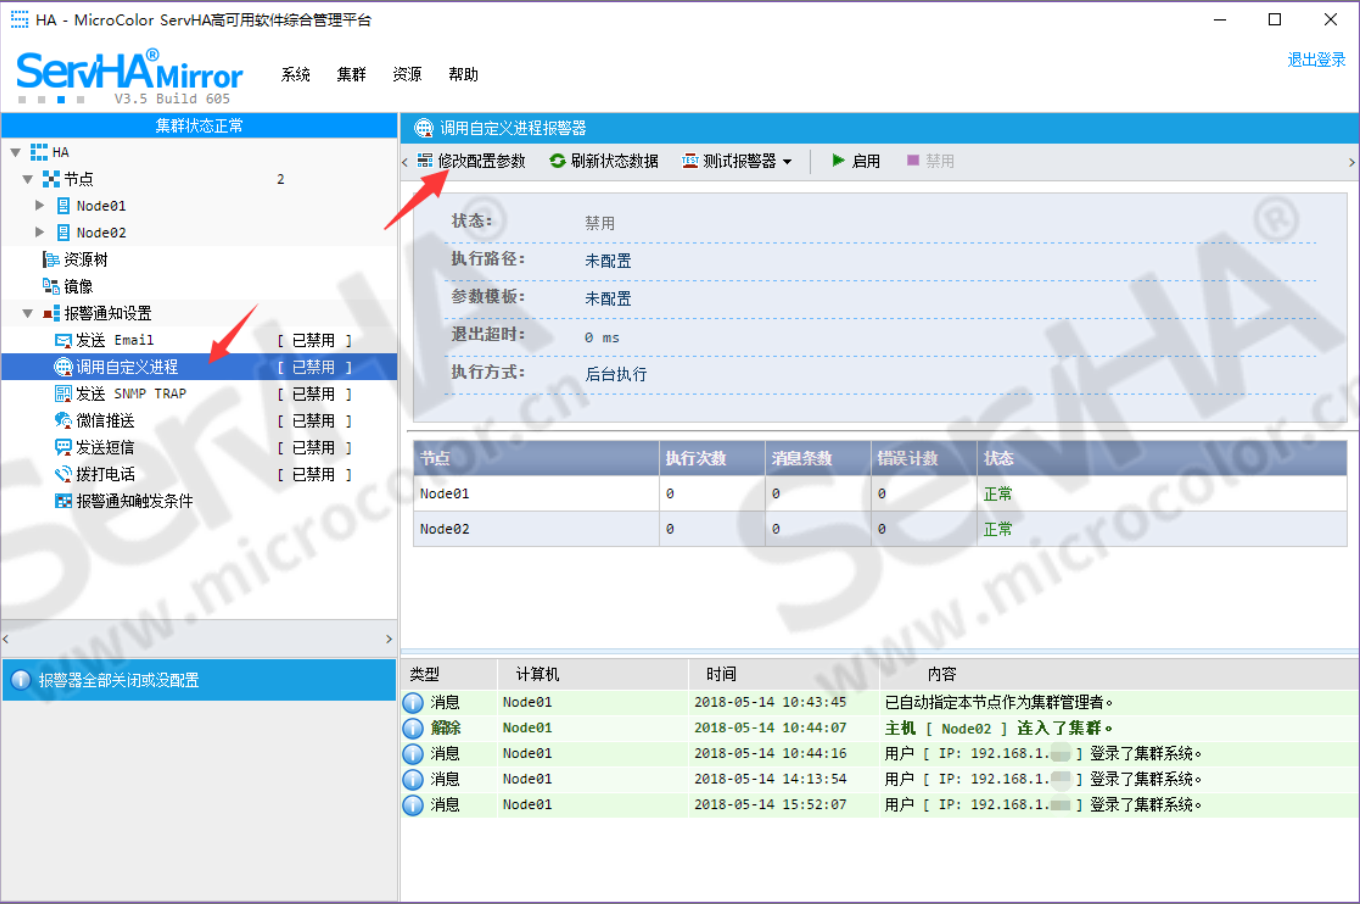 HA - MicroColor ServHA高可用软件综合管理平台
ServHA® Mirror
V3.5 Build 605
系统 集群 资源 帮助
退出登录
集群状态正常
HA
节点 2
Node01
Node02
资源树
镜像
报警通知设置
发送 Email [ 已禁用 ]
调用自定义进程 [ 已禁用 ]
发送 SNMP TRAP [ 已禁用 ]
微信推送 [ 已禁用 ]
发送短信 [ 已禁用 ]
拨打电话 [ 已禁用 ]
报警通知触发条件
报警器全部关闭或没配置
调用自定义进程报警器
修改配置参数 刷新状态数据 TEST 测试报警器 启用 禁用
状态: 禁用
执行路径: 未配置
参数模板: 未配置
退出超时: 0 ms
执行方式: 后台执行
节点 执行次数 消息条数 错误计数 状态
Node01 0 0 0 正常
Node02 0 0 0 正常
类型 计算机 时间 内容
消息 Node01 2018-05-14 10:43:45 已自动指定本节点作为集群管理者。
解除 Node01 2018-05-14 10:44:07 主机 [ Node02 ] 连入了集群。
消息 Node01 2018-05-14 10:44:16 用户 [ IP: 192.168.1. ] 登录了集群系统。
消息 Node01 2018-05-14 14:13:54 用户 [ IP: 192.168.1. ] 登录了集群系统。
消息 Node01 2018-05-14 15:52:07 用户 [ IP: 192.168.1. ] 登录了集群系统。
ServHA®
www.microcolor.cn
ServHA®
www.microcolor.cn